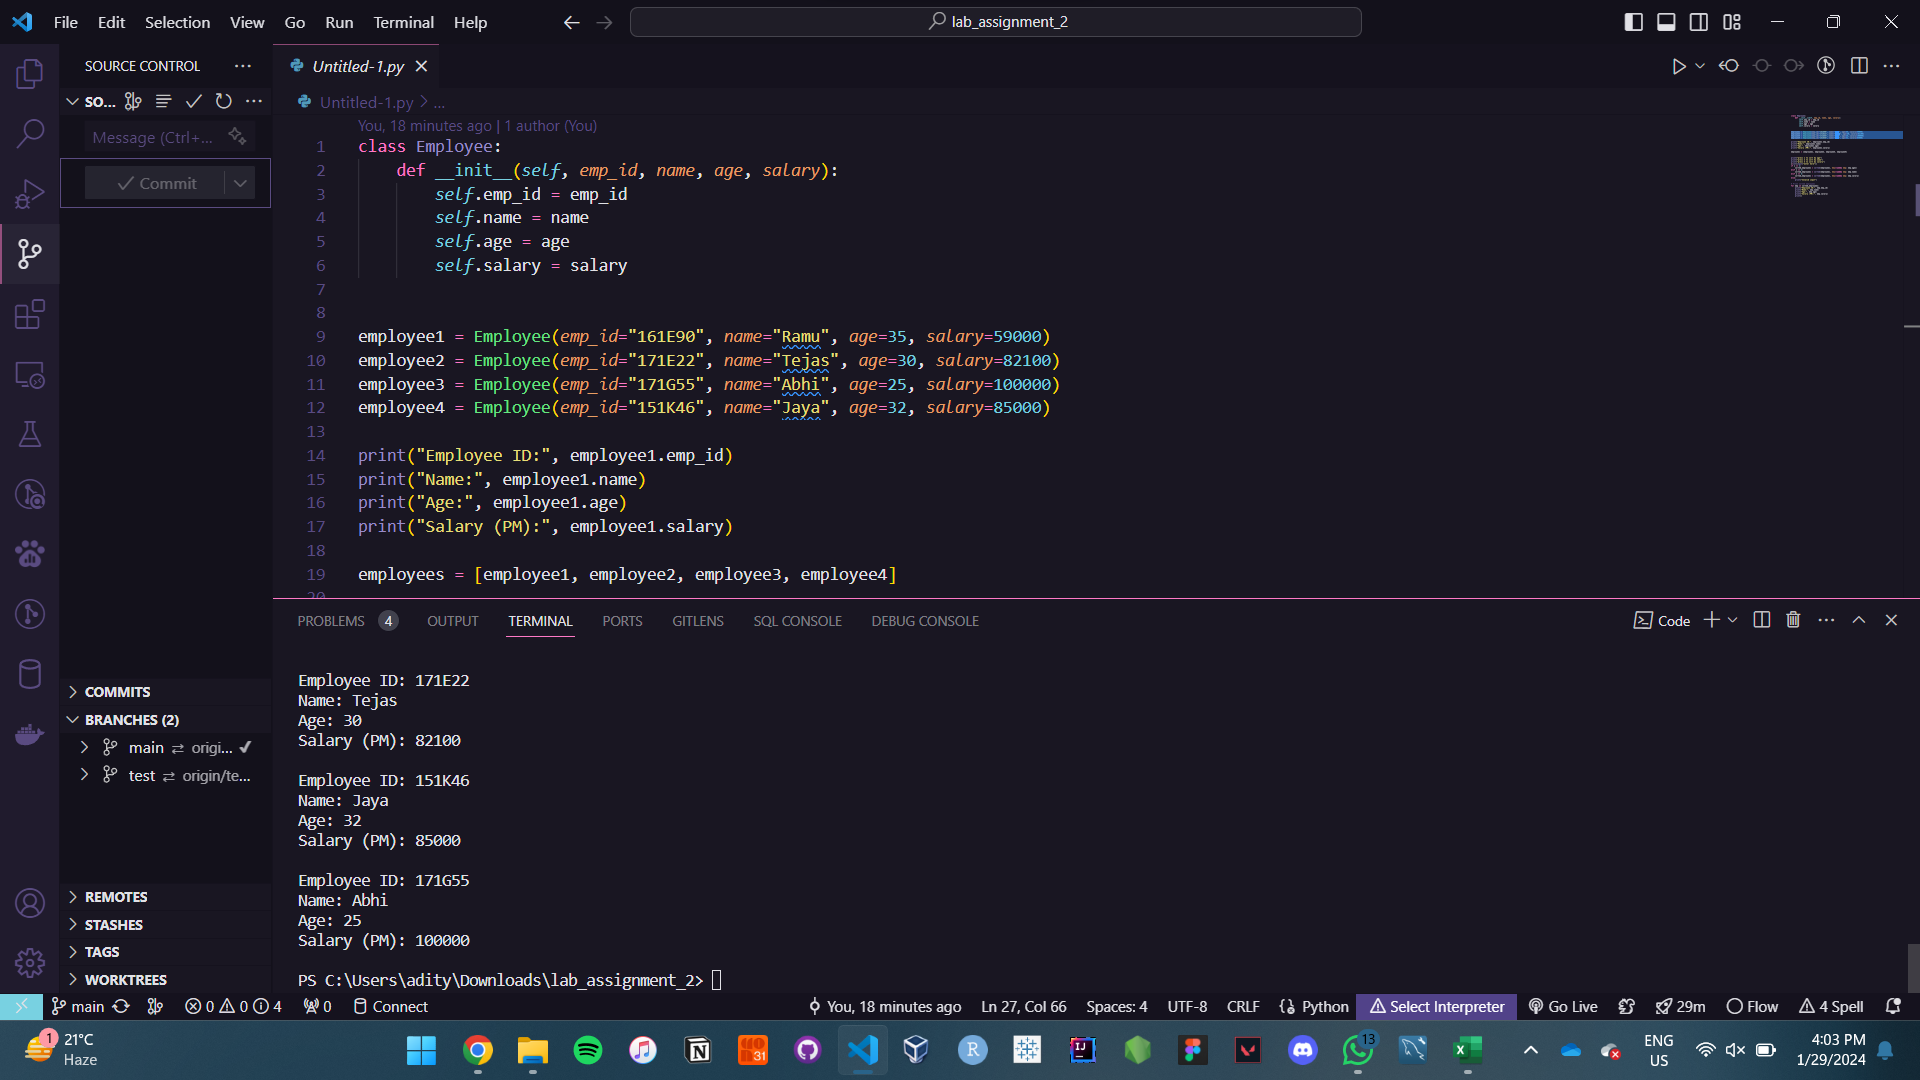 File Edit Selection View Go Run Terminal Help
lab_assignment_2
SOURCE CONTROL
SO...
Message (Ctrl+...
Commit
Untitled-1.py
Untitled-1.py > ...
You, 18 minutes ago | 1 author (You)
1 class Employee:
2 def __init__(self, emp_id, name, age, salary):
3 self.emp_id = emp_id
4 self.name = name
5 self.age = age
6 self.salary = salary
7
8
9 employee1 = Employee(emp_id="161E90", name="Ramu", age=35, salary=59000)
10 employee2 = Employee(emp_id="171E22", name="Tejas", age=30, salary=82100)
11 employee3 = Employee(emp_id="171G55", name="Abhi", age=25, salary=100000)
12 employee4 = Employee(emp_id="151K46", name="Jaya", age=32, salary=85000)
13
14 print("Employee ID:", employee1.emp_id)
15 print("Name:", employee1.name)
16 print("Age:", employee1.age)
17 print("Salary (PM):", employee1.salary)
18
19 employees = [employee1, employee2, employee3, employee4]
20
PROBLEMS 4 OUTPUT TERMINAL PORTS GITLENS SQL CONSOLE DEBUG CONSOLE
Code
Employee ID: 171E22
Name: Tejas
Age: 30
Salary (PM): 82100
Employee ID: 151K46
Name: Jaya
Age: 32
Salary (PM): 85000
Employee ID: 171G55
Name: Abhi
Age: 25
Salary (PM): 100000
PS C:\Users\adity\Downloads\lab_assignment_2>
COMMITS
BRANCHES (2)
main ⇄ origi... ✓
test ⇄ origin/te...
REMOTES
STASHES
TAGS
WORKTREES
main 0 0 4 0 Connect You, 18 minutes ago Ln 27, Col 66 Spaces: 4 UTF-8 CRLF Python Select Interpreter Go Live 29m Flow 4 Spell
1
21°C
Haze
31
R
IJ
13
ENG
US
4:03 PM
1/29/2024